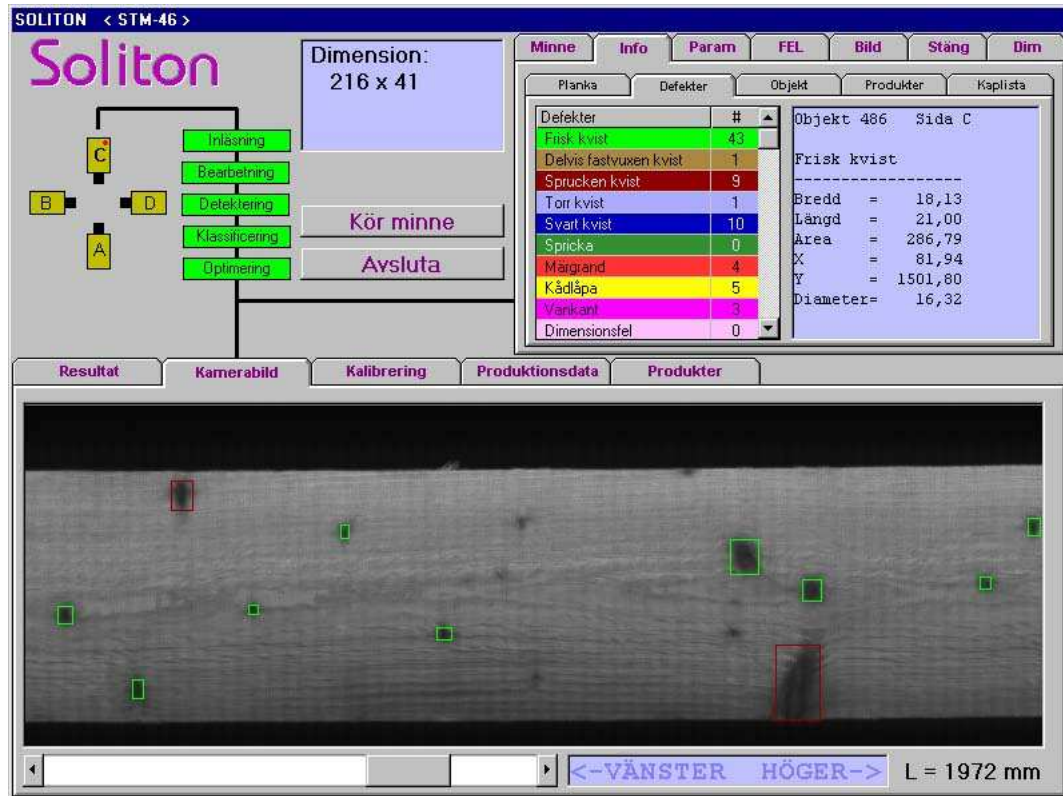 SOLITON < STM-46 >
Soliton
Dimension:
216 x 41
C
B
D
A
Inläsning
Bearbetning
Detektering
Klassificering
Optimering
Kör minne
Avsluta
Minne Info Param FEL Bild Stäng Dim
Planka Defekter Objekt Produkter Kaplista
Defekter #
Frisk kvist 43
Delvis fastvuxen kvist 1
Sprucken kvist 9
Torr kvist 1
Svart kvist 10
Spricka 0
Märgrand 4
Kådlåpa 5
Vankant 3
Dimensionsfel 0
Objekt 486 Sida C
Frisk kvist
-------------------
Bredd = 18,13
Längd = 21,00
Area = 286,79
X = 81,94
Y = 1501,80
Diameter= 16,32
Resultat Kamerabild Kalibrering Produktionsdata Produkter
<-VÄNSTER HÖGER-> L = 1972 mm